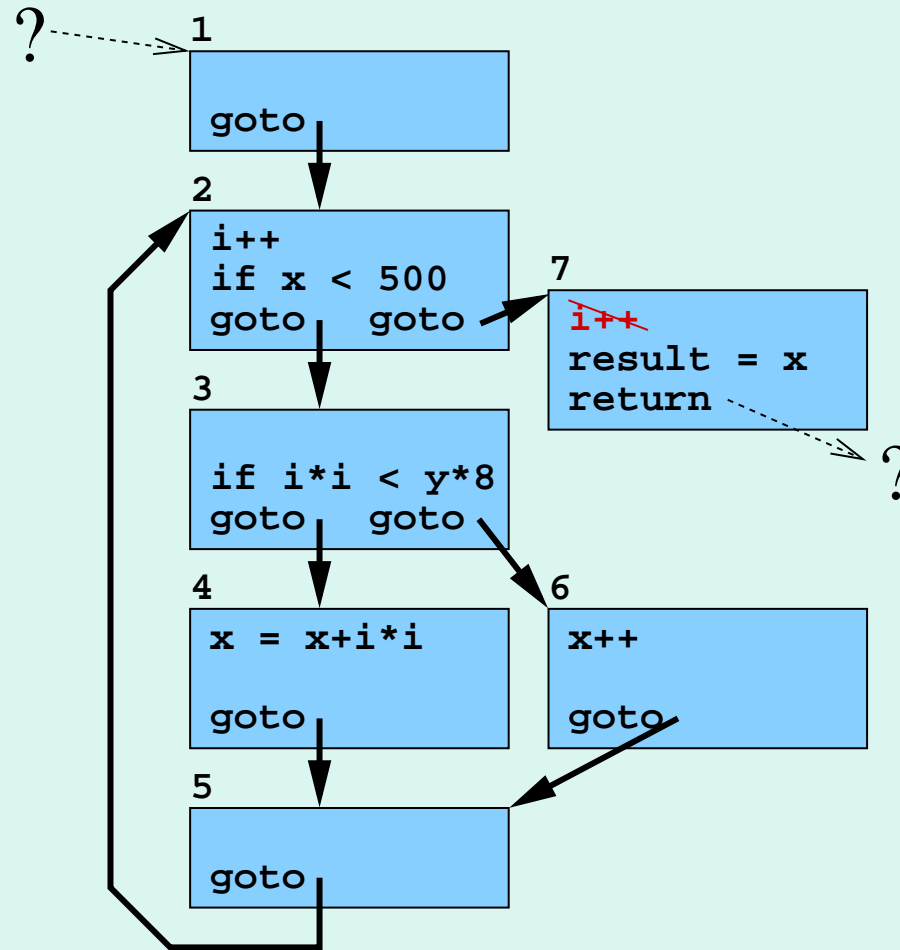 ?
1
goto
2
i++
if x < 500
goto goto
7
i++
result = x
return
?
3
if i*i < y*8
goto goto
4
x = x+i*i
goto
6
x++
goto
5
goto